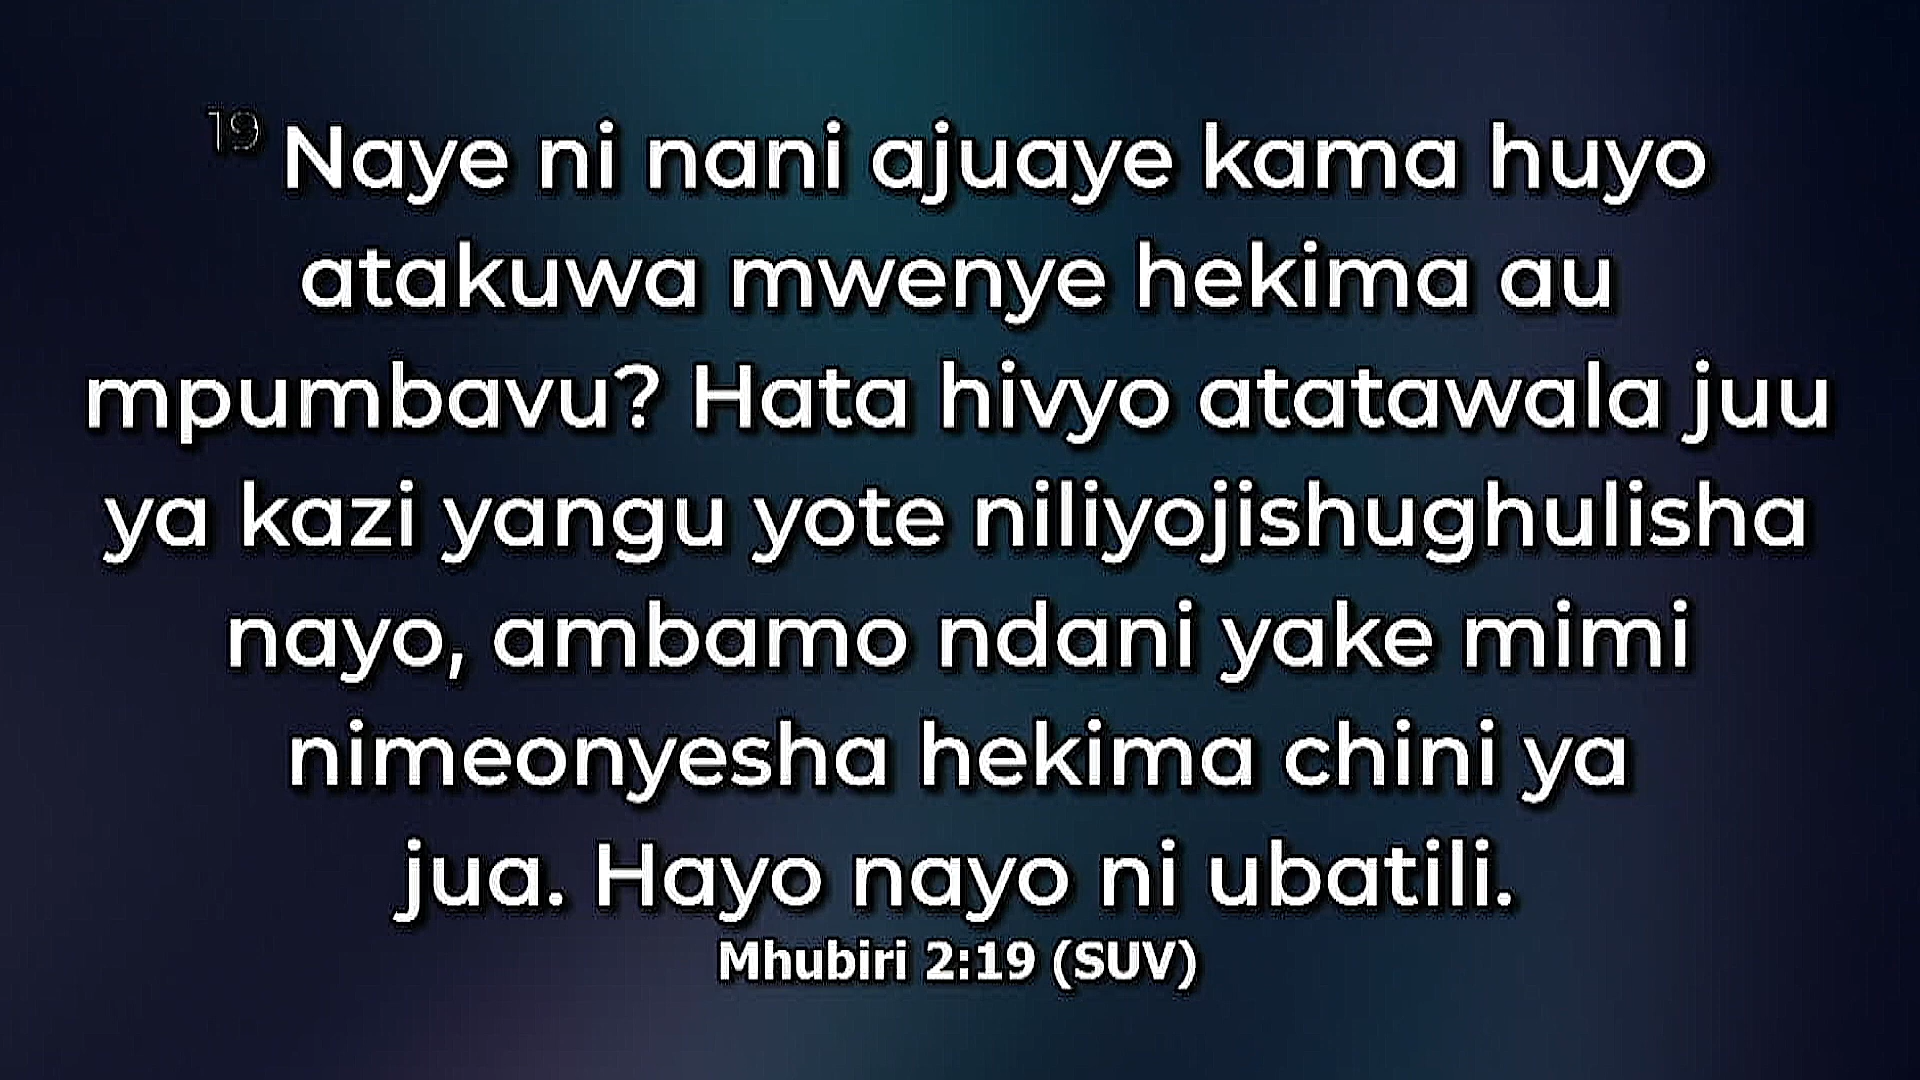 19 Naye ni nani ajuaye kama huyo
atakuwa mwenye hekima au
mpumbavu? Hata hivyo atatawala juu
ya kazi yangu yote niliyojishughulisha
nayo, ambamo ndani yake mimi
nimeonyesha hekima chini ya
jua. Hayo nayo ni ubatili.
Mhubiri 2:19 (SUV)